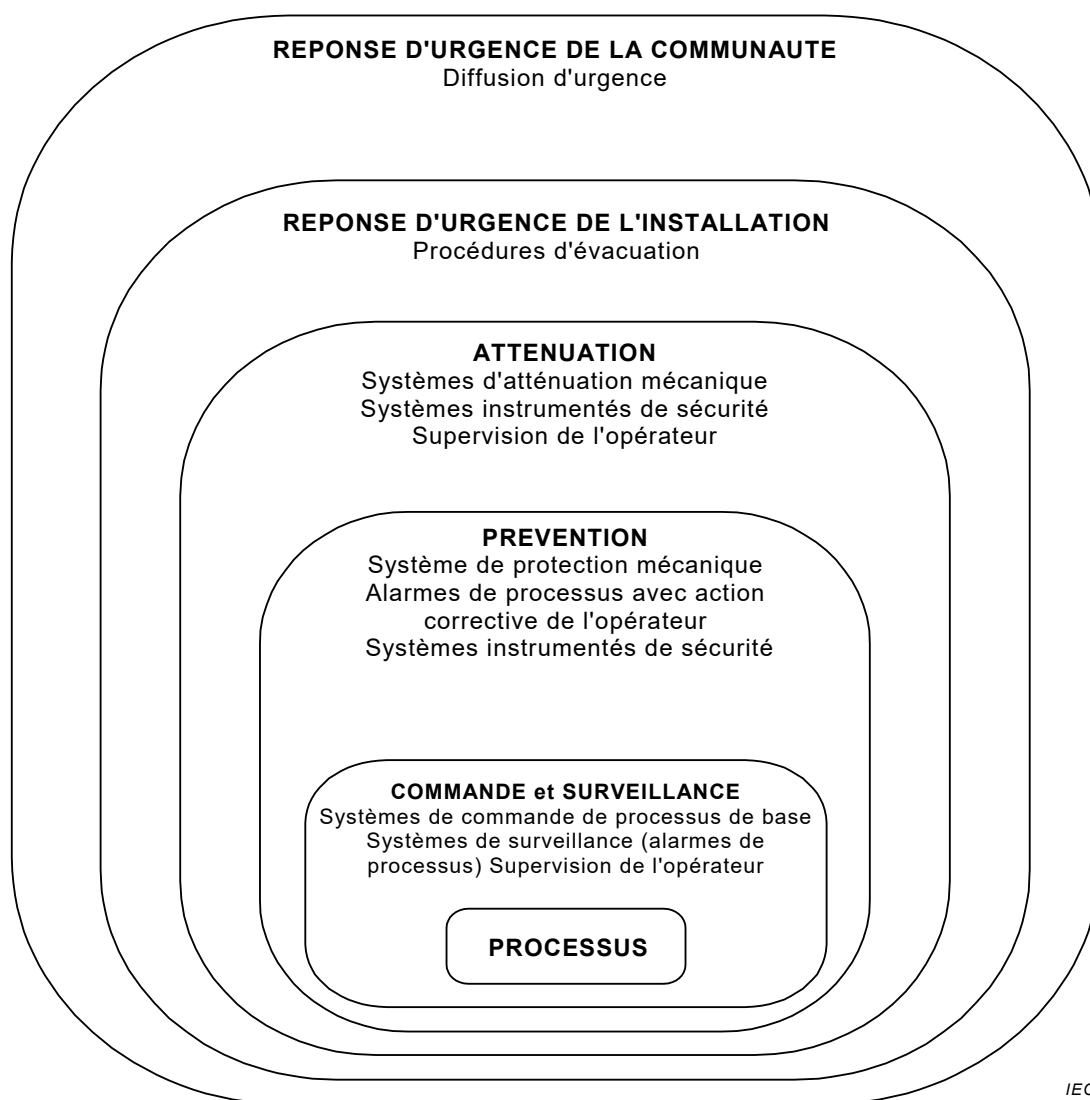 REPONSE D'URGENCE DE LA COMMUNAUTE
Diffusion d'urgence
REPONSE D'URGENCE DE L'INSTALLATION
Procédures d'évacuation
ATTENUATION
Systèmes d'atténuation mécanique
Systèmes instrumentés de sécurité
Supervision de l'opérateur
PREVENTION
Système de protection mécanique
Alarmes de processus avec action
corrective de l'opérateur
Systèmes instrumentés de sécurité
COMMANDE et SURVEILLANCE
Systèmes de commande de processus de base
Systèmes de surveillance (alarmes de
processus) Supervision de l'opérateur
PROCESSUS
IEC